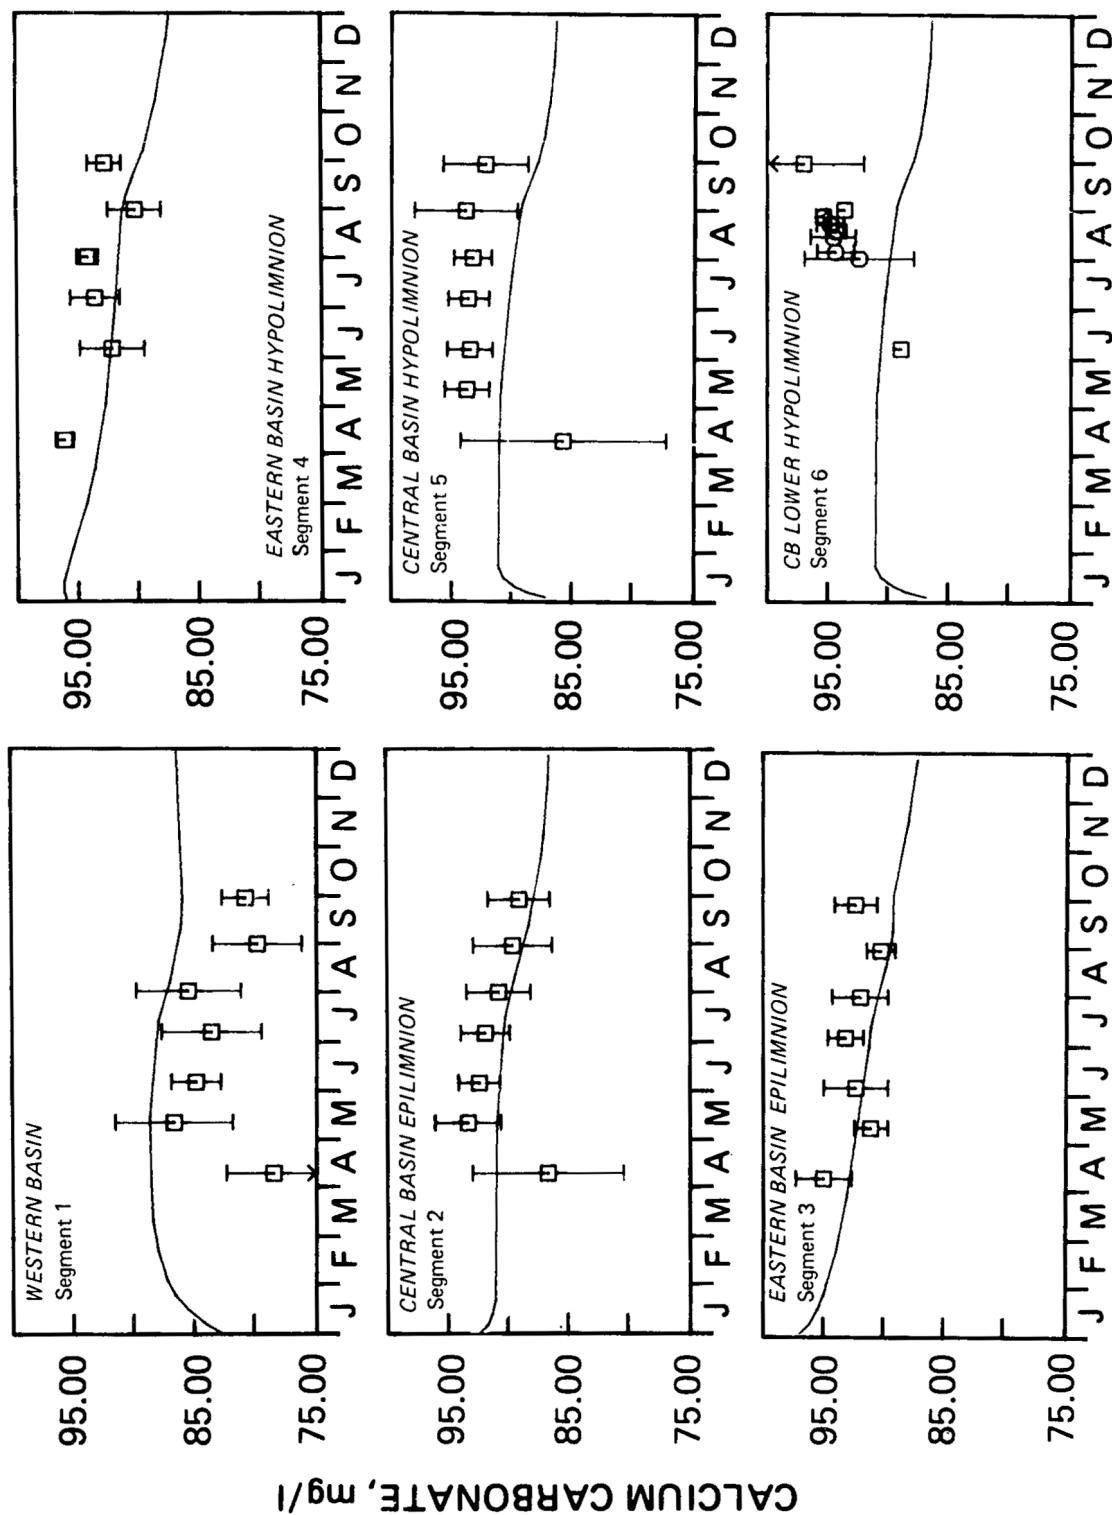 CALCIUM CARBONATE, mg/l
WESTERN BASIN
Segment 1
95.00
85.00
75.00
J F M A M J J A S O N D
CENTRAL BASIN EPILIMNION
Segment 2
95.00
85.00
75.00
J F M A M J J A S O N D
EASTERN BASIN EPILIMNION
Segment 3
95.00
85.00
75.00
J F M A M J J A S O N D
EASTERN BASIN HYPOLIMNION
Segment 4
95.00
85.00
75.00
J F M A M J J A S O N D
CENTRAL BASIN HYPOLIMNION
Segment 5
95.00
85.00
75.00
J F M A M J J A S O N D
CB LOWER HYPOLIMNION
Segment 6
95.00
85.00
75.00
J F M A M J J A S O N D